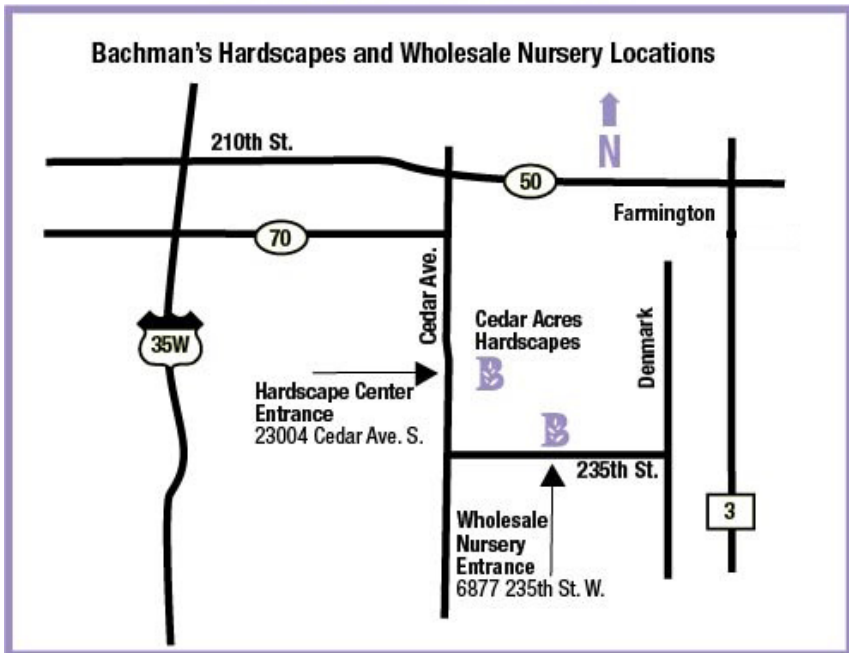 Bachman's Hardscapes and Wholesale Nursery Locations
210th St.
N
50
Farmington
70
Cedar Ave.
35W
Cedar Acres
Hardscapes
B
Denmark
Hardscape Center
Entrance
23004 Cedar Ave. S.
B
235th St.
3
Wholesale
Nursery
Entrance
6877 235th St. W.